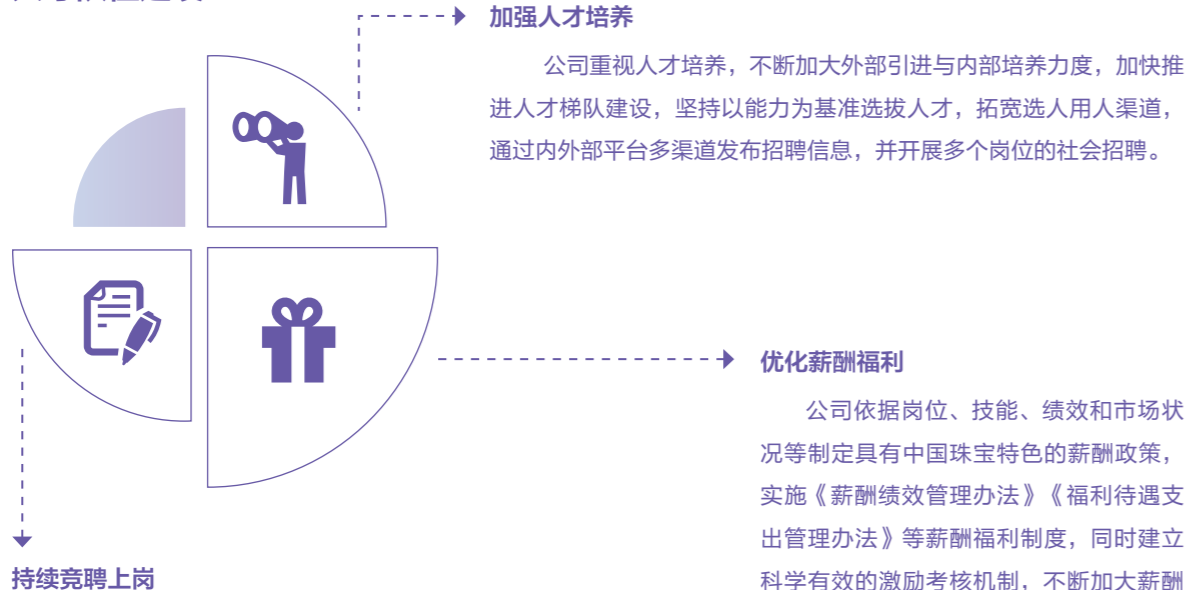 加强人才培养
公司重视人才培养，不断加大外部引进与内部培养力度，加快推
进人才梯队建设，坚持以能力为基准选拔人才，拓宽选人用人渠道，
通过内外部平台多渠道发布招聘信息，并开展多个岗位的社会招聘。
优化薪酬福利
公司依据岗位、技能、绩效和市场状
况等制定具有中国珠宝特色的薪酬政策，
实施《薪酬绩效管理办法》《福利待遇支
出管理办法》等薪酬福利制度，同时建立
科学有效的激励考核机制，不断加大薪酬
持续竞聘上岗